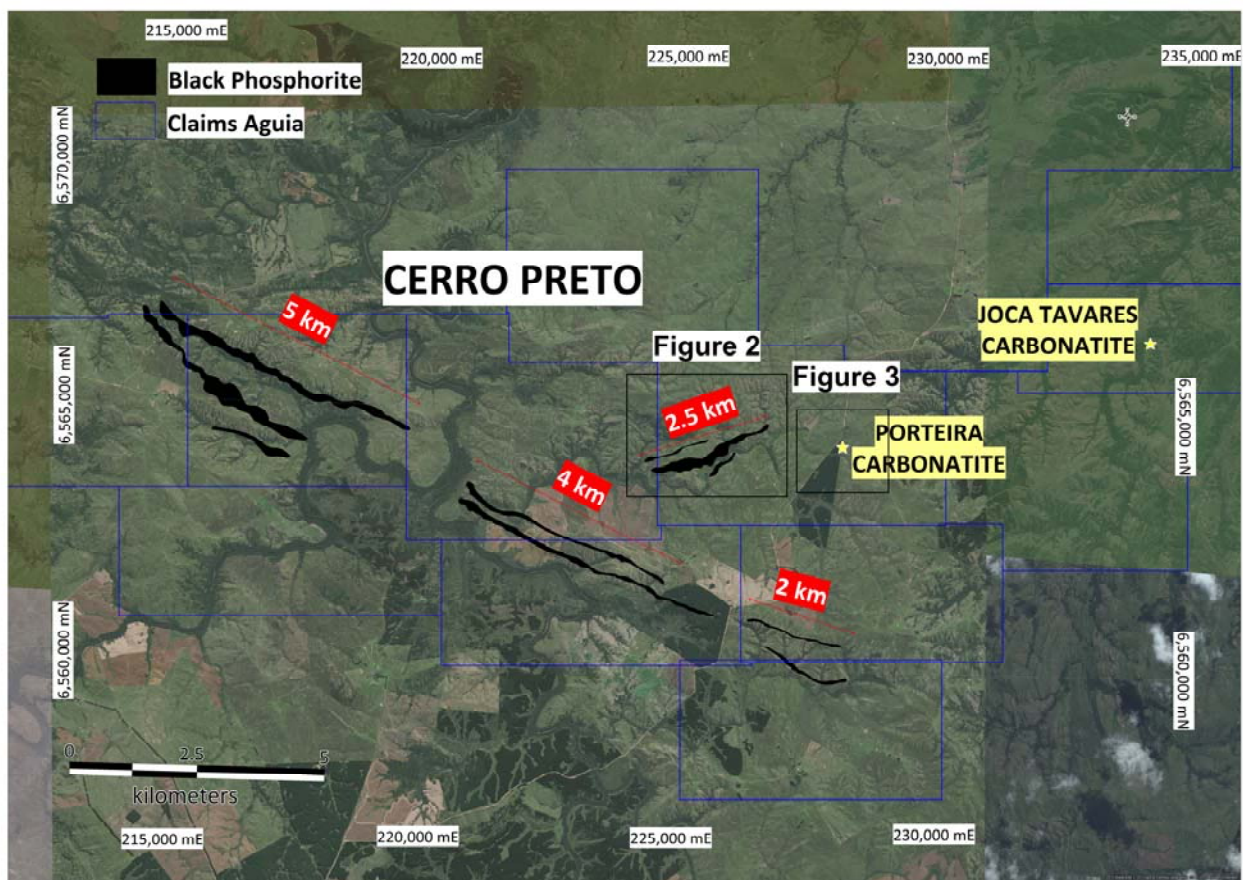 215,000 mE
220,000 mE
225,000 mE
230,000 mE
235,000 mE
Black Phosphorite
Claims Aguia
6,570,000 mN
CERRO PRETO
5 km
JOCA TAVARES
CARBONATITE
Figure 2
Figure 3
2.5 km
6,565,000 mN
6,565,000 mN
PORTEIRA
CARBONATITE
4 km
2 km
6,560,000 mN
6,560,000 mN
0 2.5 5
kilometers
215,000 mE
220,000 mE
225,000 mE
230,000 mE